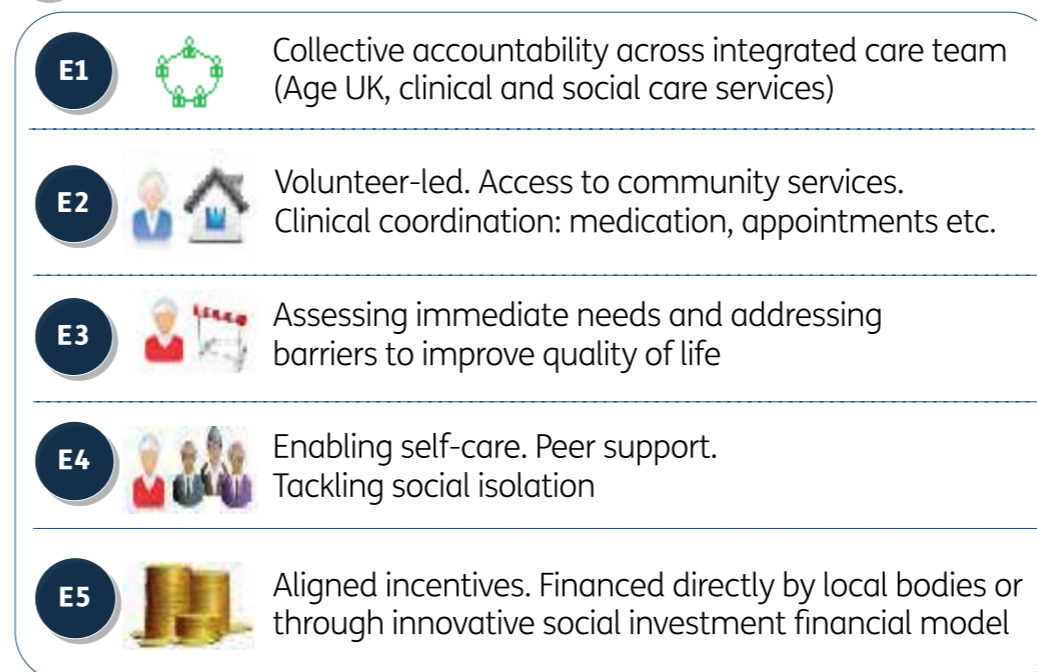 E1
Collective accountability across integrated care team
(Age UK, clinical and social care services)
E2
Volunteer-led. Access to community services.
Clinical coordination: medication, appointments etc.
E3
Assessing immediate needs and addressing
barriers to improve quality of life
E4
Enabling self-care. Peer support.
Tackling social isolation
E5
Aligned incentives. Financed directly by local bodies or
through innovative social investment financial model